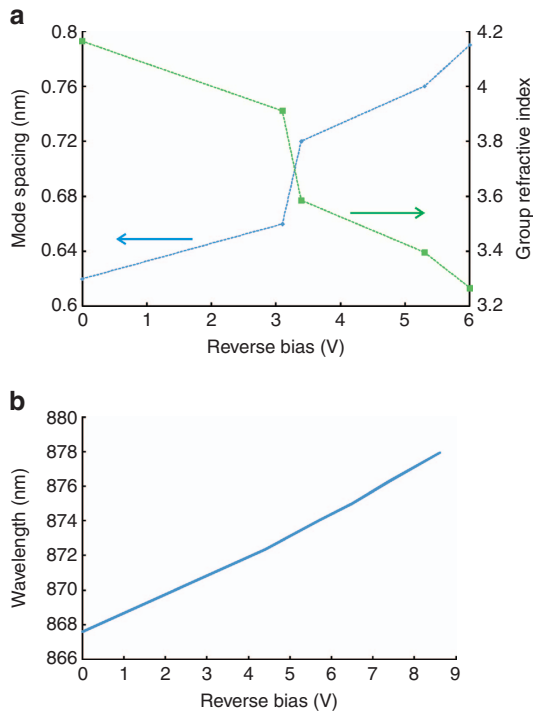 a
0.8
0.76
0.72
0.68
0.64
0.6
Mode spacing (nm)
4.2
4
3.8
3.6
3.4
3.2
Group refractive index
0 1 2 3 4 5 6
Reverse bias (V)
b
880
878
876
874
872
870
868
866
Wavelength (nm)
0 1 2 3 4 5 6 7 8 9
Reverse bias (V)